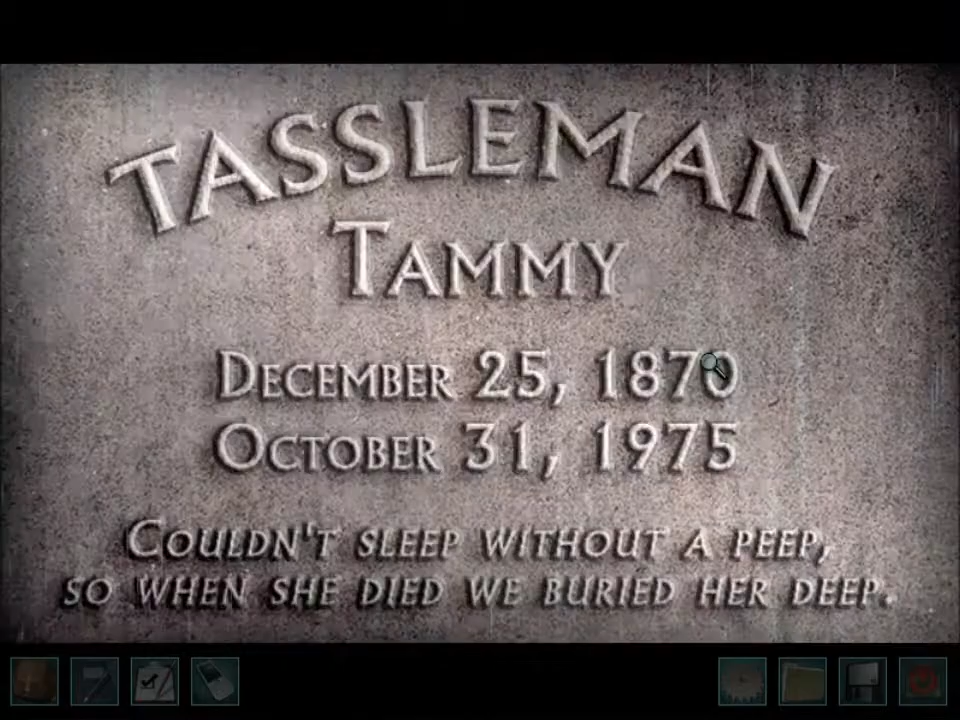 TASSLEMAN
TAMMY
DECEMBER 25, 1870
OCTOBER 31, 1975
COULDN'T SLEEP WITHOUT A PEEP,
SO WHEN SHE DIED WE BURIED HER DEEP.